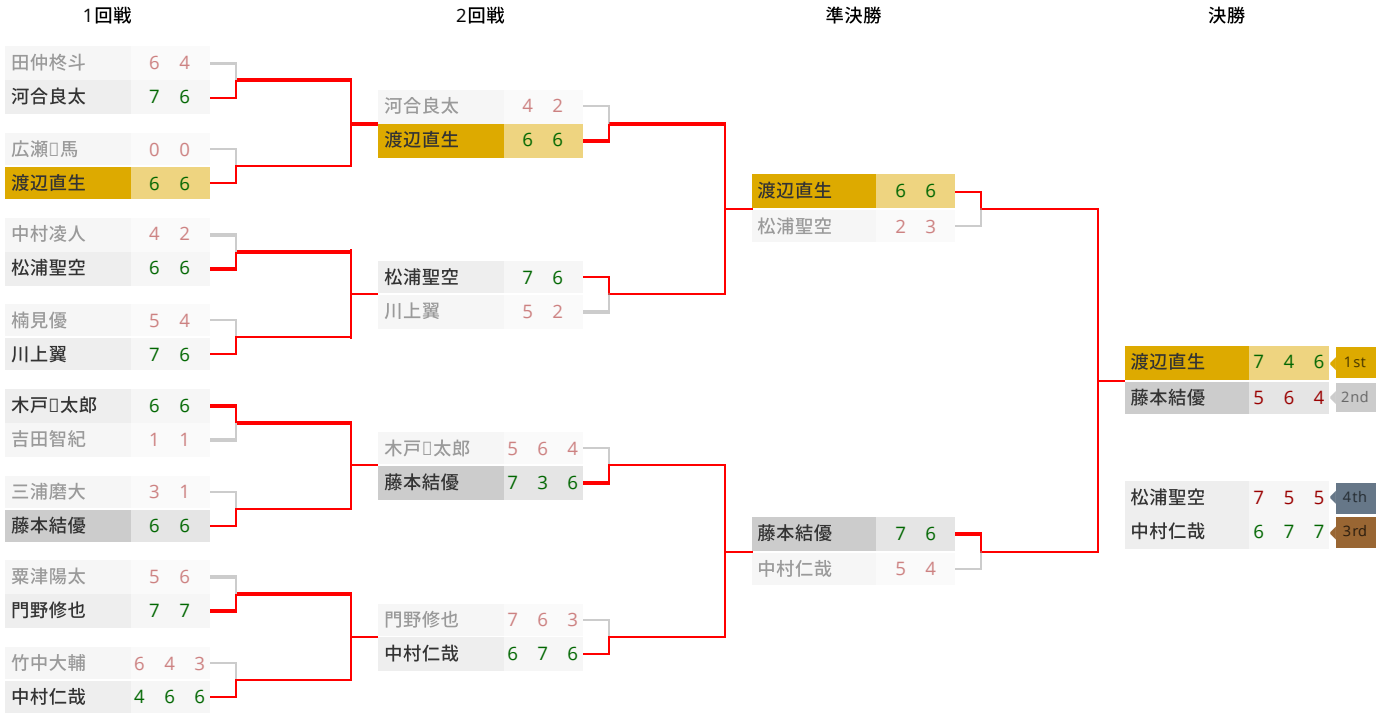 1回戦 2回戦 準決勝 決勝
田仲柊斗 6 4
河合良太 7 6
広瀬▯馬 0 0
渡辺直生 6 6
中村凌人 4 2
松浦聖空 6 6
楠見優 5 4
川上翼 7 6
木戸▯太郎 6 6
吉田智紀 1 1
三浦磨大 3 1
藤本結優 6 6
粟津陽太 5 6
門野修也 7 7
竹中大輔 6 4 3
中村仁哉 4 6 6
河合良太 4 2
渡辺直生 6 6
松浦聖空 7 6
川上翼 5 2
木戸▯太郎 5 6 4
藤本結優 7 3 6
門野修也 7 6 3
中村仁哉 6 7 6
渡辺直生 6 6
松浦聖空 2 3
藤本結優 7 6
中村仁哉 5 4
渡辺直生 7 4 6 1st
藤本結優 5 6 4 2nd
松浦聖空 7 5 5 4th
中村仁哉 6 7 7 3rd